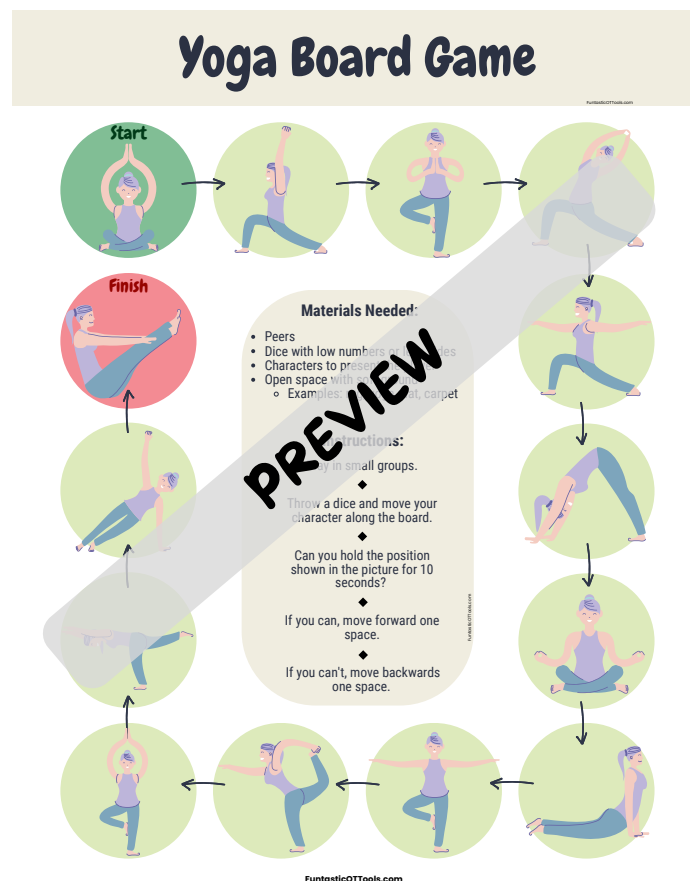 Yoga Board Game
FuntasticOTTools.com
Start
Finish
Materials Needed:
Peers
Dice with low numbers or
Characters to present
Open space with
Examples: mat, carpet
Instructions:
in small groups.
Throw a dice and move your
character along the board.
Can you hold the position
shown in the picture for 10
seconds?
If you can, move forward one
space.
If you can't, move backwards
one space.
FuntasticOTTools.com
PREVIEW
FuntasticOTTools.com